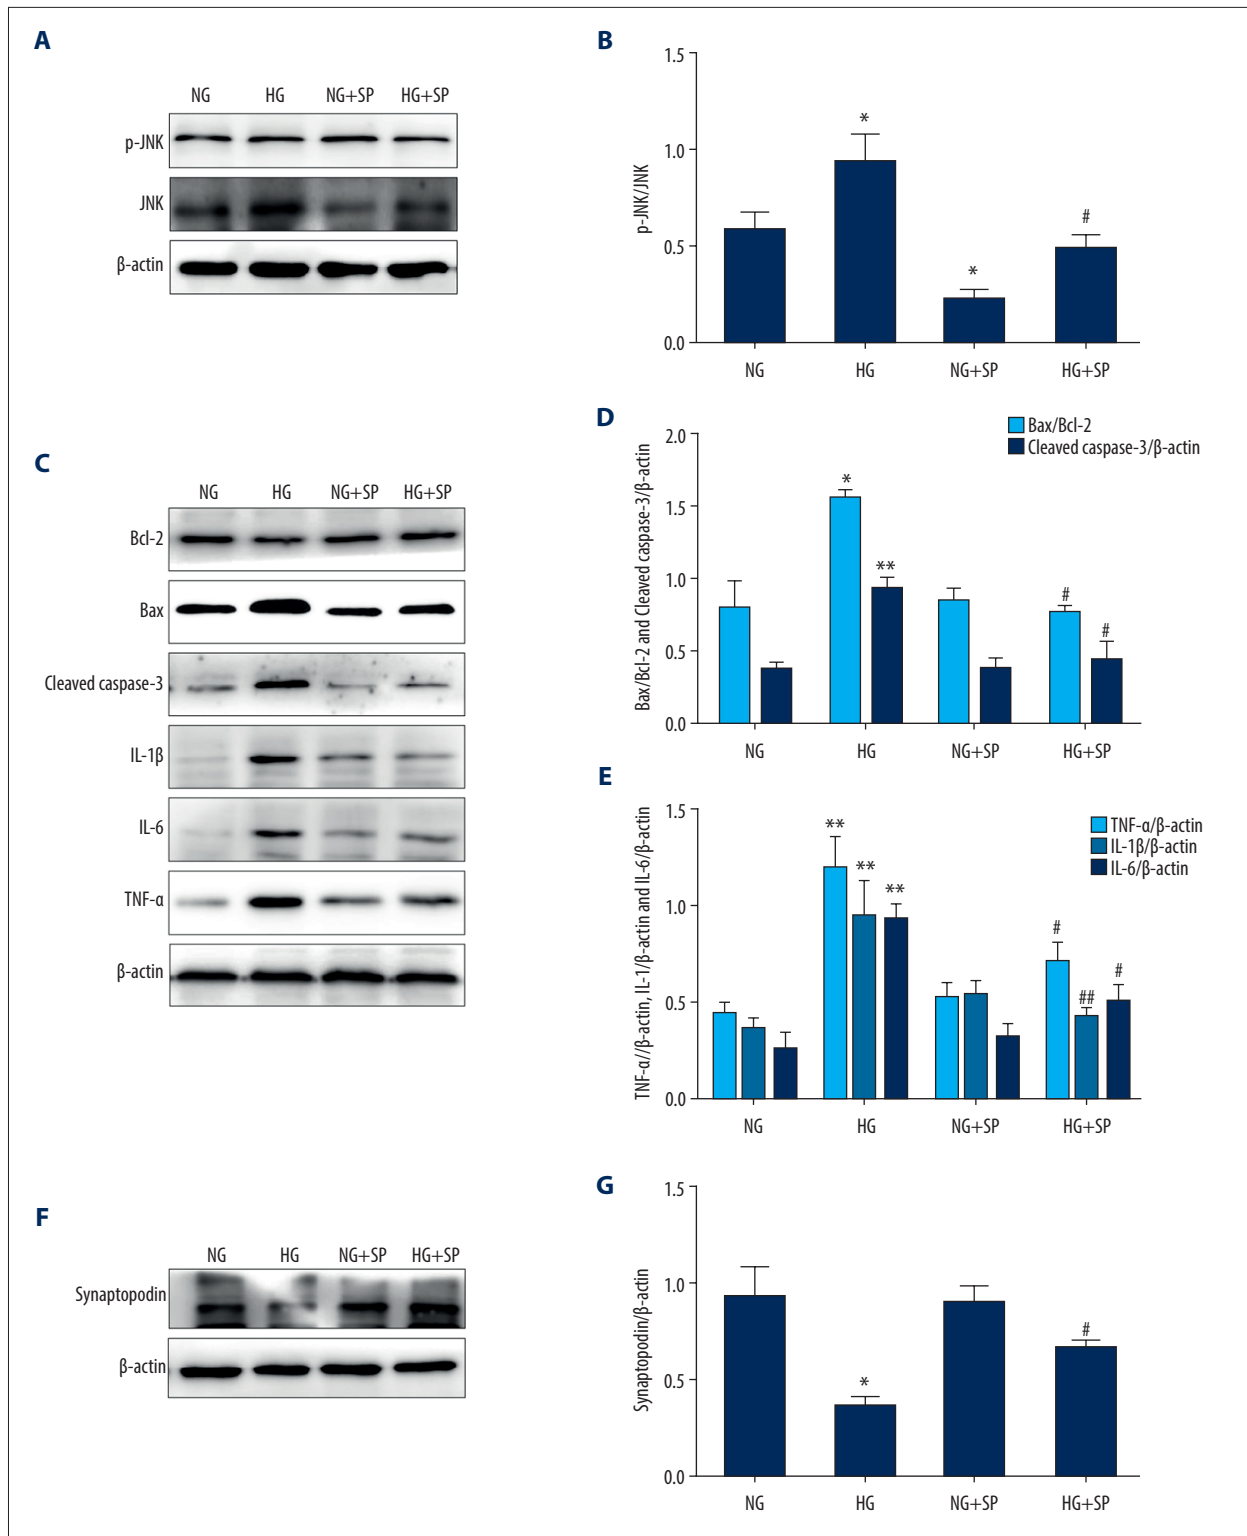 A
NG HG NG+SP HG+SP
p-JNK
JNK
β-actin
B
1.5
1.0
0.5
0.0
p-JNK/JNK
*
*
#
NG HG NG+SP HG+SP
C
NG HG NG+SP HG+SP
Bcl-2
Bax
Cleaved caspase-3
IL-1β
IL-6
TNF-α
β-actin
D
Bax/Bcl-2
Cleaved caspase-3/β-actin
2.0
1.5
1.0
0.5
0.0
Bax/Bcl-2 and Cleaved caspase-3/β-actin
*
**
#
#
NG HG NG+SP HG+SP
E
TNF-α/β-actin
IL-1β/β-actin
IL-6/β-actin
1.5
1.0
0.5
0.0
TNF-α//β-actin, IL-1/β-actin and IL-6/β-actin
**
**
**
#
##
#
NG HG NG+SP HG+SP
F
NG HG NG+SP HG+SP
Synaptopodin
β-actin
G
1.5
1.0
0.5
0.0
Synaptopodin/β-actin
*
#
NG HG NG+SP HG+SP